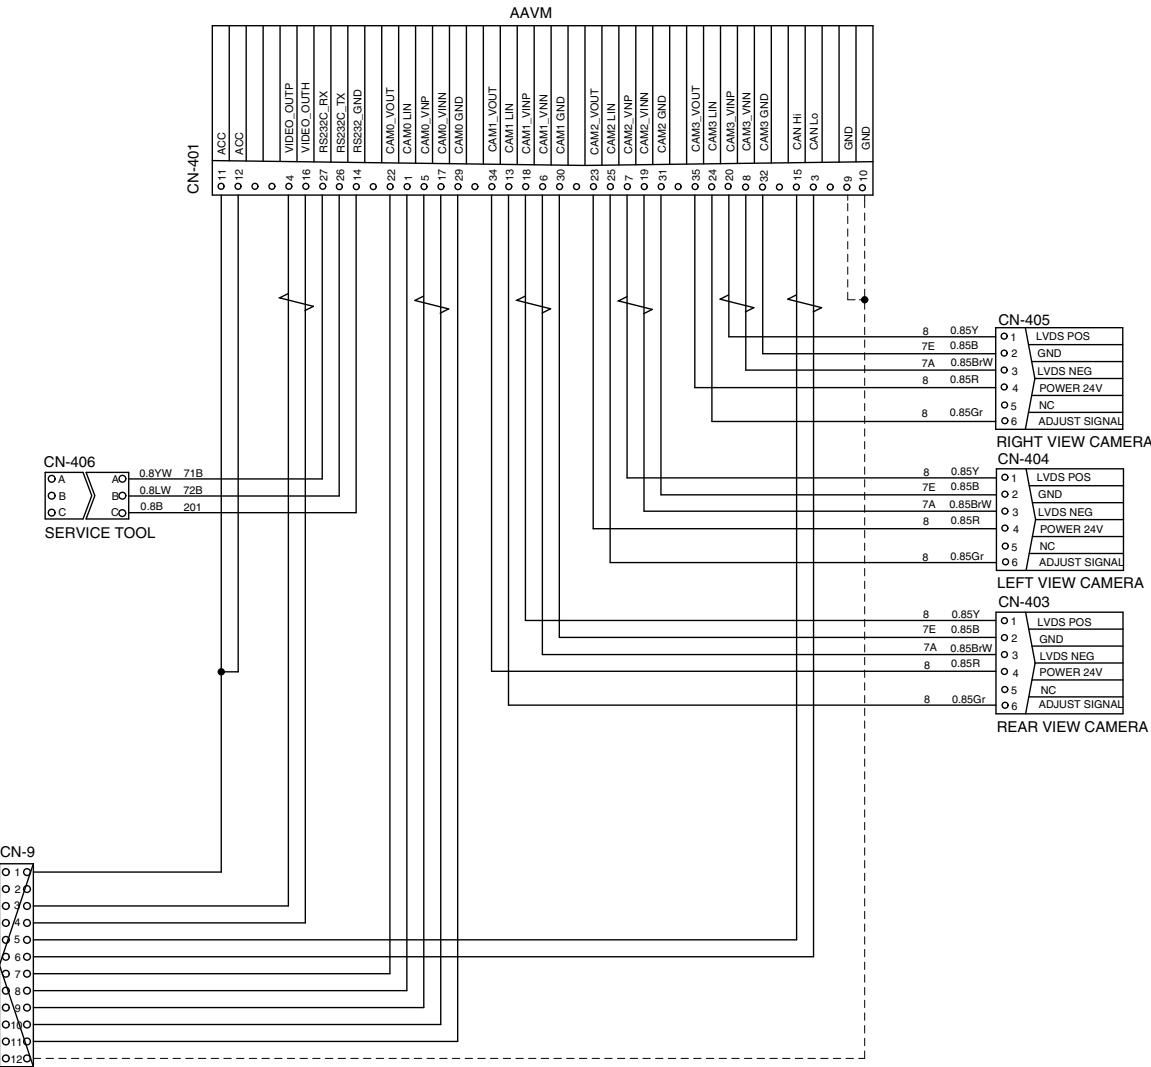 AAVM
CN-401
ACC
ACC
VIDEO_OUTP
VIDEO_OUTH
RS232C_RX
RS232C_TX
RS232_GND
CAM0_VOUT
CAM0 LIN
CAM0_VNP
CAM0_VINN
CAM0 GND
CAM1_VOUT
CAM1 LIN
CAM1_VINP
CAM1_VNN
CAM1 GND
CAM2_VOUT
CAM2 LIN
CAM2_VNP
CAM2_VINN
CAM2 GND
CAM3_VOUT
CAM3 LIN
CAM3_VINP
CAM3_VNN
CAM3 GND
CAN Hi
CAN Lo
GND
GND
11 12 4 16 27 26 14 22 1 5 17 29 34 13 18 6 30 23 25 7 19 31 35 24 20 8 32 15 3 9 10
CN-405
8 0.85Y 1 LVDS POS
7E 0.85B 2 GND
7A 0.85BrW 3 LVDS NEG
8 0.85R 4 POWER 24V
5 NC
8 0.85Gr 6 ADJUST SIGNAL
RIGHT VIEW CAMERA
CN-404
8 0.85Y 1 LVDS POS
7E 0.85B 2 GND
7A 0.85BrW 3 LVDS NEG
8 0.85R 4 POWER 24V
5 NC
8 0.85Gr 6 ADJUST SIGNAL
LEFT VIEW CAMERA
CN-406
A A 0.8YW 71B
B B 0.8LW 72B
C C 0.8B 201
SERVICE TOOL
CN-403
8 0.85Y 1 LVDS POS
7E 0.85B 2 GND
7A 0.85BrW 3 LVDS NEG
8 0.85R 4 POWER 24V
5 NC
8 0.85Gr 6 ADJUST SIGNAL
REAR VIEW CAMERA
CN-9
1
2
3
4
5
6
7
8
9
10
11
12